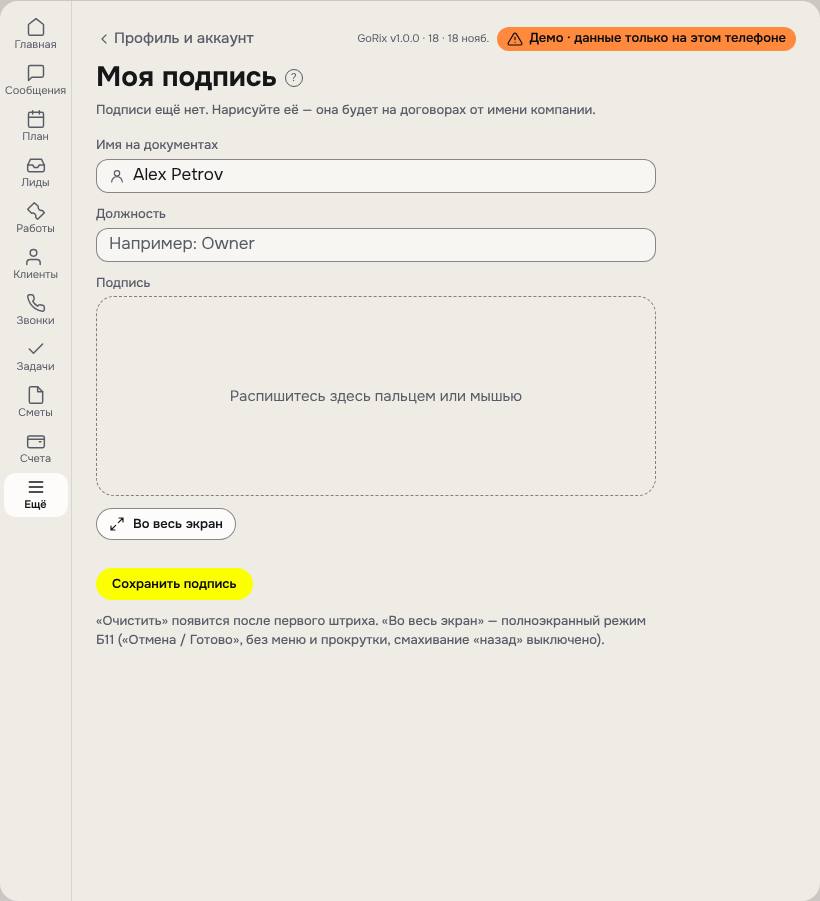 Главная
Сообщения
План
Лиды
Работы
Клиенты
Звонки
Задачи
Сметы
Счета
Ещё
Профиль и аккаунт
GoRix v1.0.0 · 18 · 18 нояб.
Демо · данные только на этом телефоне
Моя подпись ?
Подписи ещё нет. Нарисуйте её — она будет на договорах от имени компании.
Имя на документах
Alex Petrov
Должность
Например: Owner
Подпись
Распишитесь здесь пальцем или мышью
Во весь экран
Сохранить подпись
«Очистить» появится после первого штриха. «Во весь экран» — полноэкранный режим
Б11 («Отмена / Готово», без меню и прокрутки, смахивание «назад» выключено).